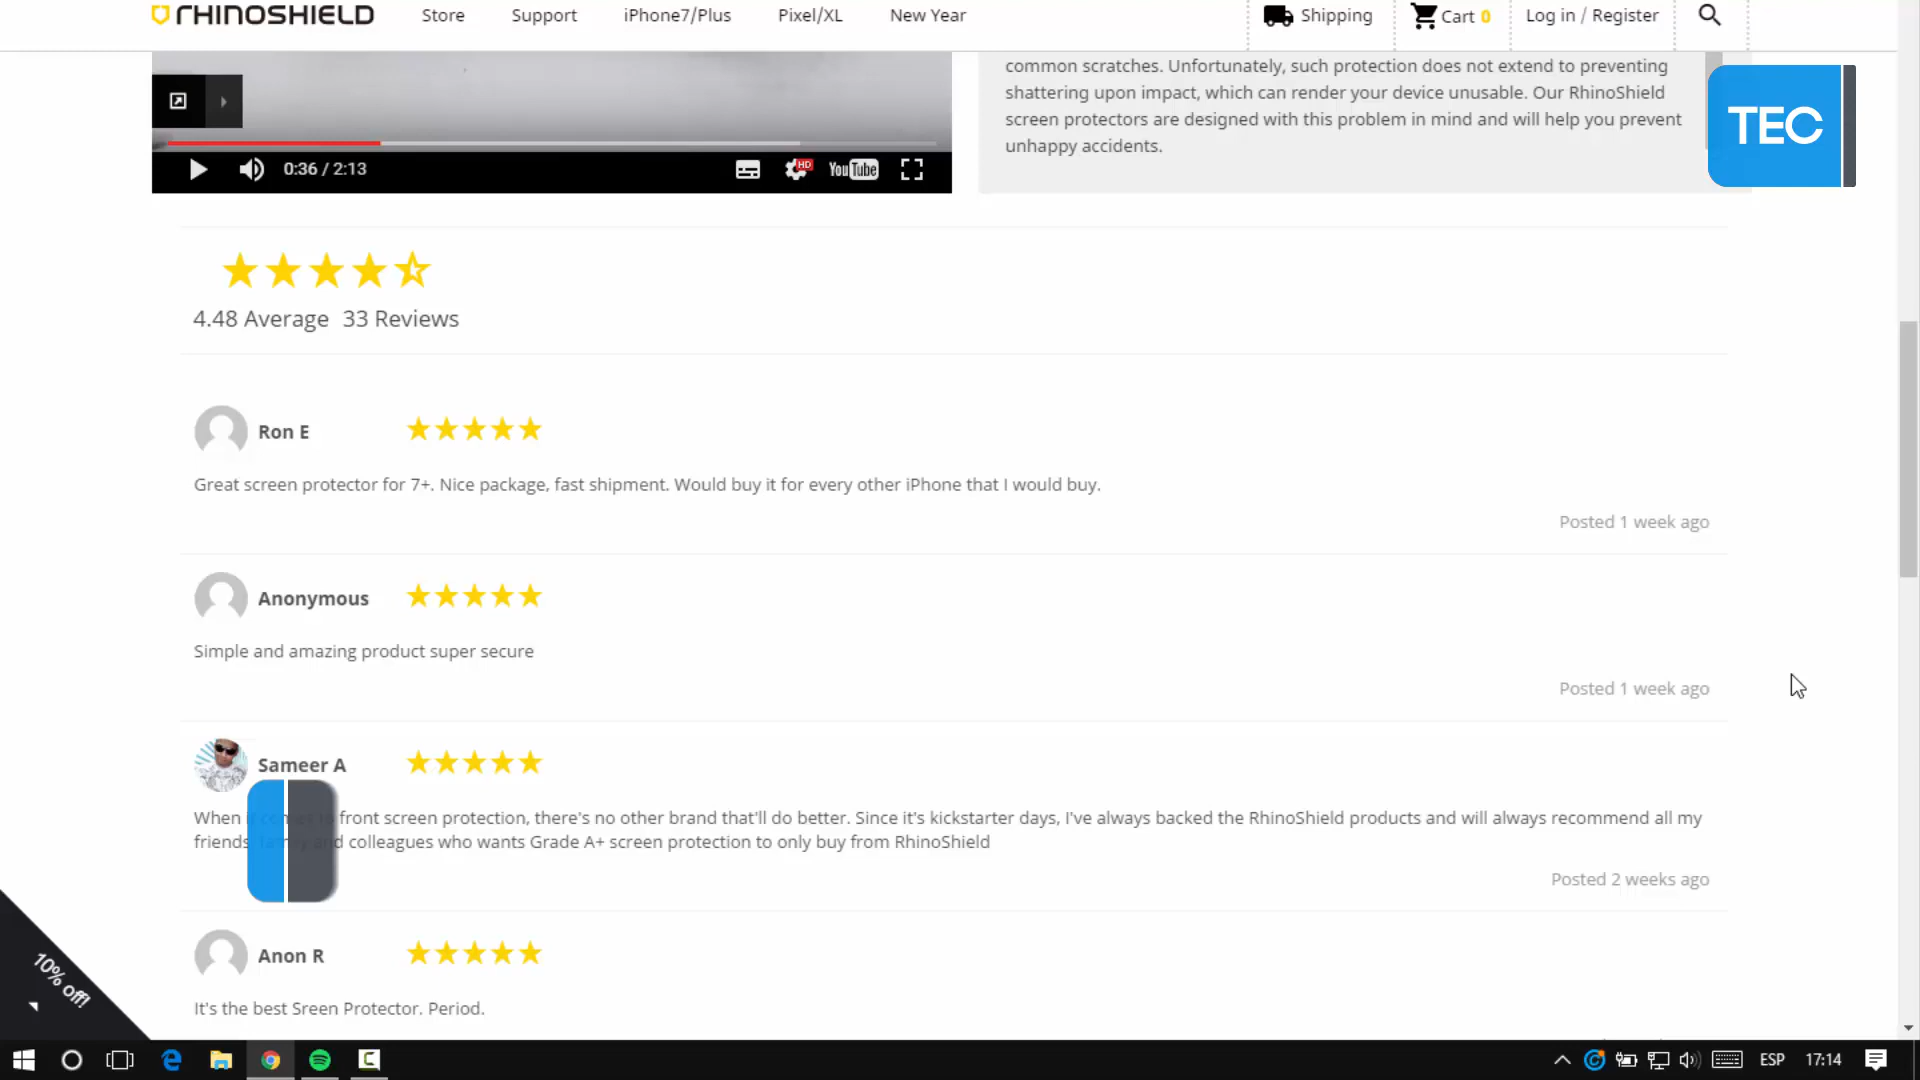 RHINOSHIELD Store Support iPhone7/Plus Pixel/XL New Year Shipping Cart 0 Log in / Register
common scratches. Unfortunately, such protection does not extend to preventing
shattering upon impact, which can render your device unusable. Our RhinoShield
screen protectors are designed with this problem in mind and will help you prevent
unhappy accidents.
TEC
0:36 / 2:13 HD YouTube
4.48 Average 33 Reviews
Ron E
Great screen protector for 7+. Nice package, fast shipment. Would buy it for every other iPhone that I would buy.
Posted 1 week ago
Anonymous
Simple and amazing product super secure
Posted 1 week ago
Sameer A
When it comes to front screen protection, there's no other brand that'll do better. Since it's kickstarter days, I've always backed the RhinoShield products and will always recommend all my
friends, family and colleagues who wants Grade A+ screen protection to only buy from RhinoShield
Posted 2 weeks ago
Anon R
It's the best Sreen Protector. Period.
10% off!
ESP 17:14